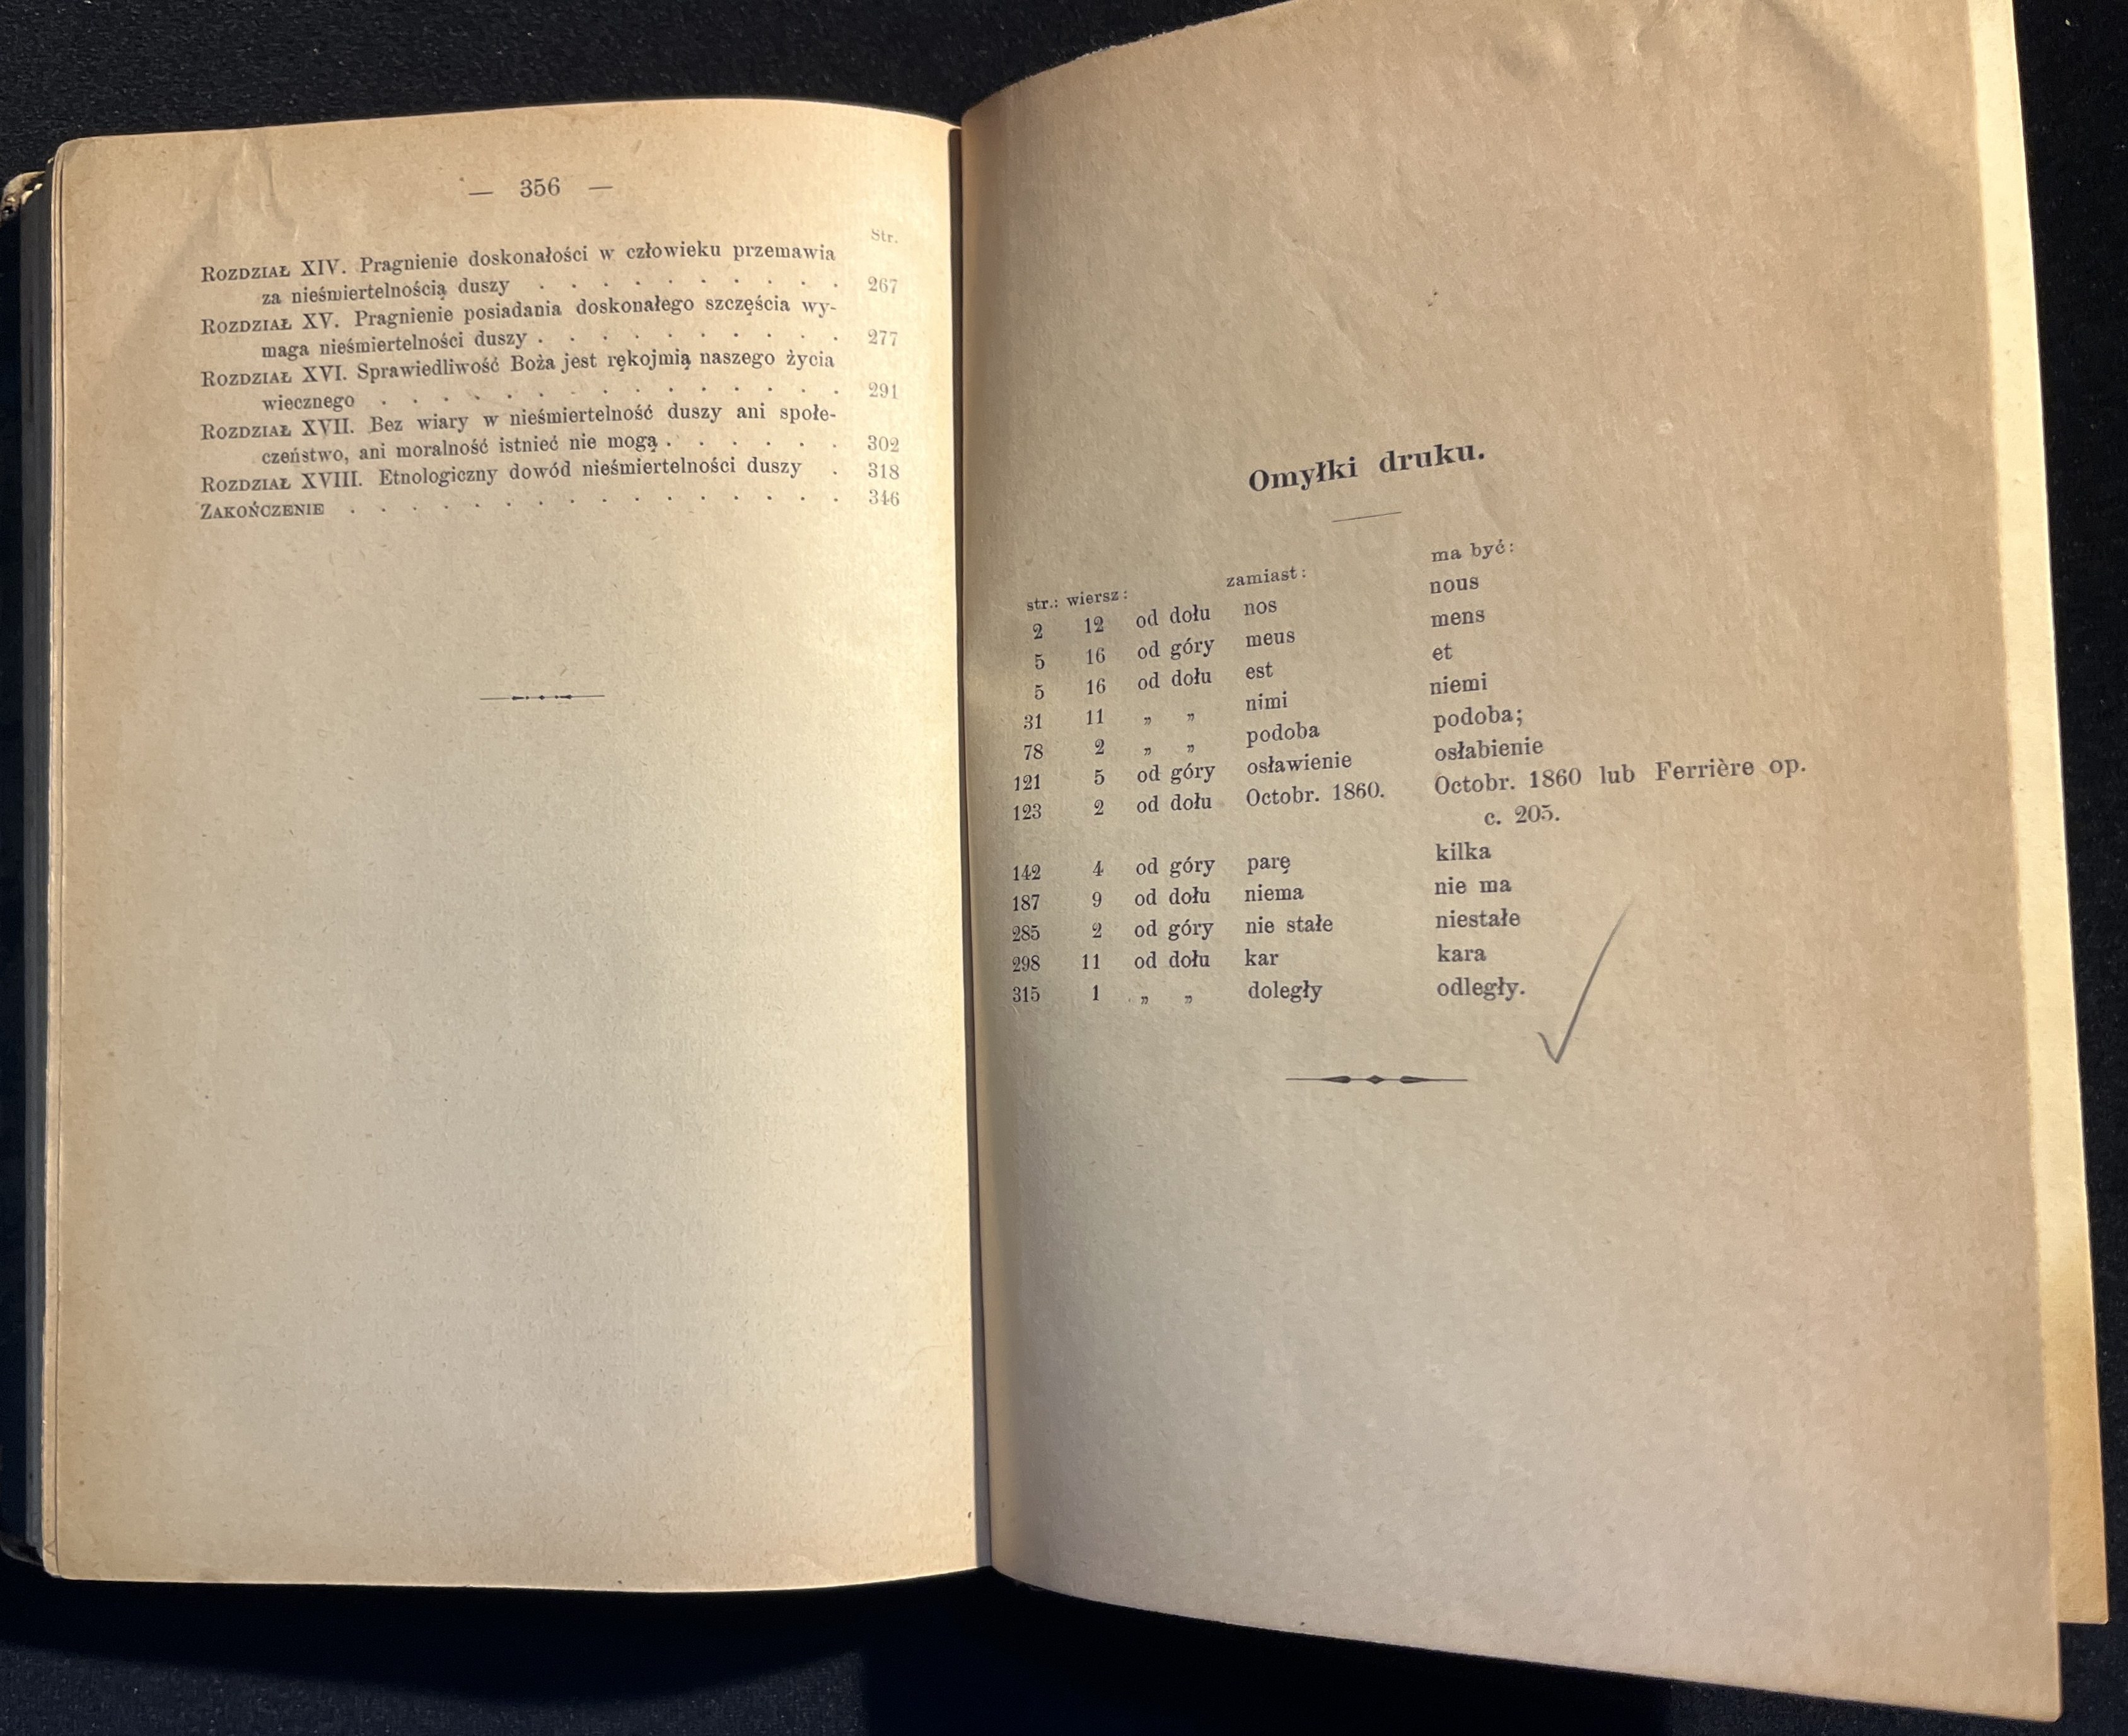 — 356 —
Str.
Rozdział XIV. Pragnienie doskonałości w człowieku przemawia
za nieśmiertelnością duszy . . . . . . . . . . 267
Rozdział XV. Pragnienie posiadania doskonałego szczęścia wy-
maga nieśmiertelności duszy . . . . . . . . . 277
Rozdział XVI. Sprawiedliwość Boża jest rękojmią naszego życia
wiecznego . . . . . . . . . . . . 291
Rozdział XVII. Bez wiary w nieśmiertelność duszy ani społe-
czeństwo, ani moralność istnieć nie mogą . . . . . . 302
Rozdział XVIII. Etnologiczny dowód nieśmiertelności duszy . 318
Zakończenie . . . . . . . . . . . . . 346
Omyłki druku.
str.: wiersz: zamiast: ma być:
2 12 od dołu nos nous
5 16 od góry meus mens
5 16 od dołu est et
31 11 „ „ nimi niemi
78 2 „ „ podoba podoba;
121 5 od góry osławienie osłabienie
123 2 od dołu Octobr. 1860. Octobr. 1860 lub Ferrière op.
c. 205.
142 4 od góry parę kilka
187 9 od dołu niema nie ma
285 2 od góry nie stałe niestałe
298 11 od dołu kar kara
315 1 „ „ doległy odległy.